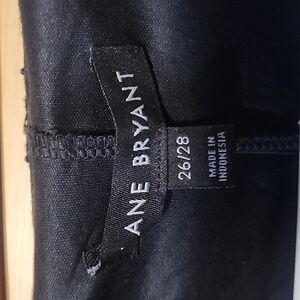 ANE BRYANT
26/28
MADE IN
INDONESIA